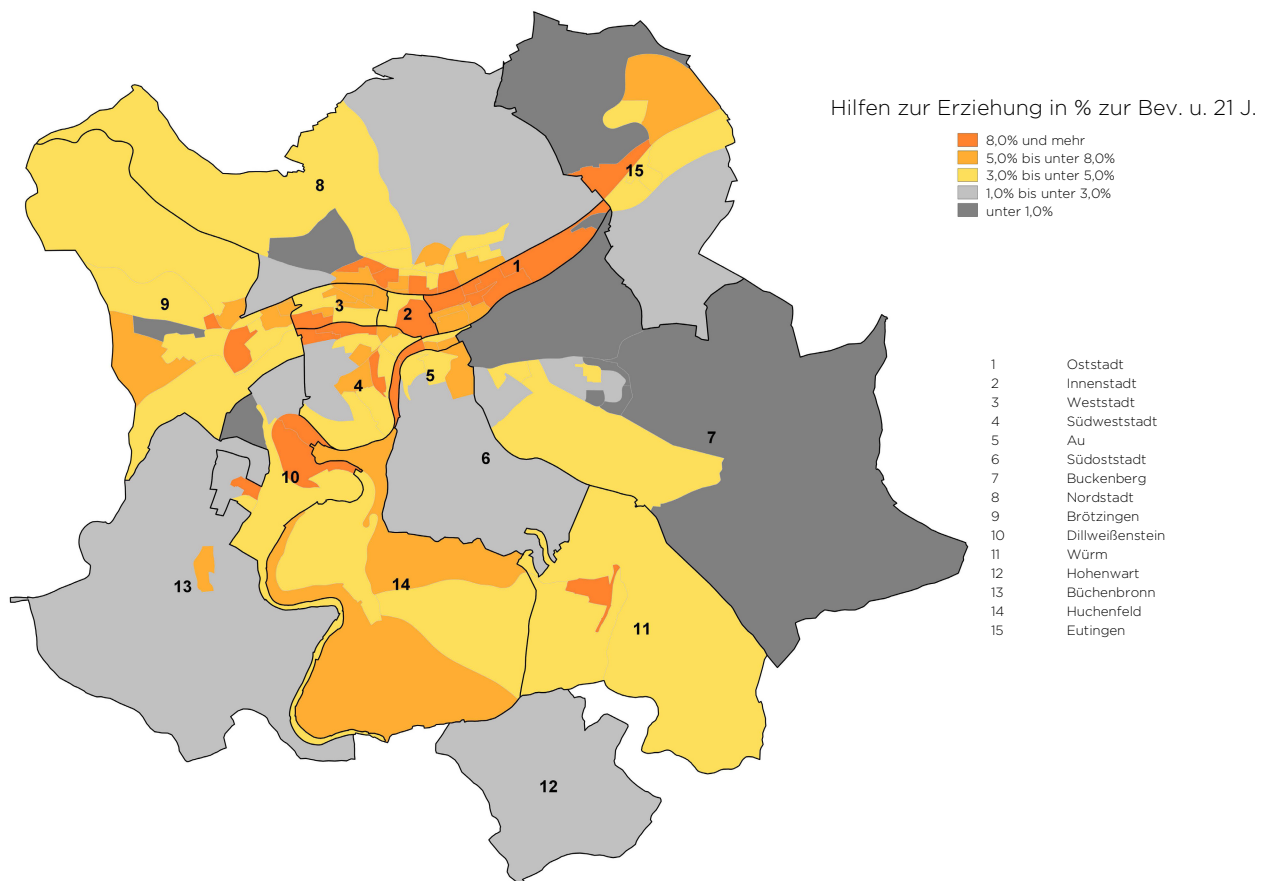 Hilfen zur Erziehung in % zur Bev. u. 21 J.
8,0% und mehr
5,0% bis unter 8,0%
3,0% bis unter 5,0%
1,0% bis unter 3,0%
unter 1,0%
15
8
1
9
3
2
4
5
7
6
10
13
14
11
12
1 Oststadt
2 Innenstadt
3 Weststadt
4 Südweststadt
5 Au
6 Südoststadt
7 Buckenberg
8 Nordstadt
9 Brötzingen
10 Dillweißenstein
11 Würm
12 Hohenwart
13 Büchenbronn
14 Huchenfeld
15 Eutingen